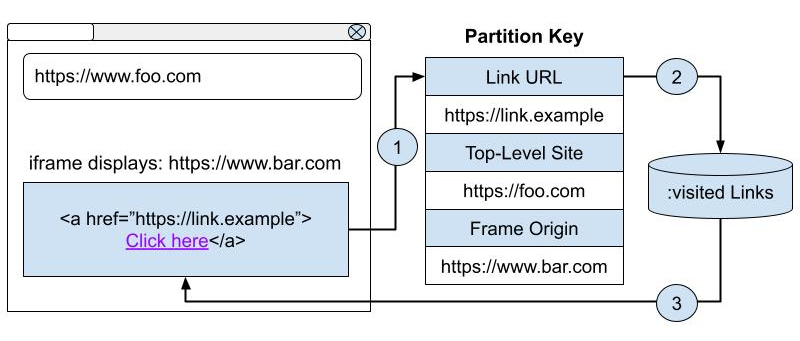 Partition Key
https://www.foo.com
iframe displays: https://www.bar.com
<a href=”https://link.example”>
Click here</a>
1
Link URL
https://link.example
Top-Level Site
https://foo.com
Frame Origin
https://www.bar.com
2
:visited Links
3